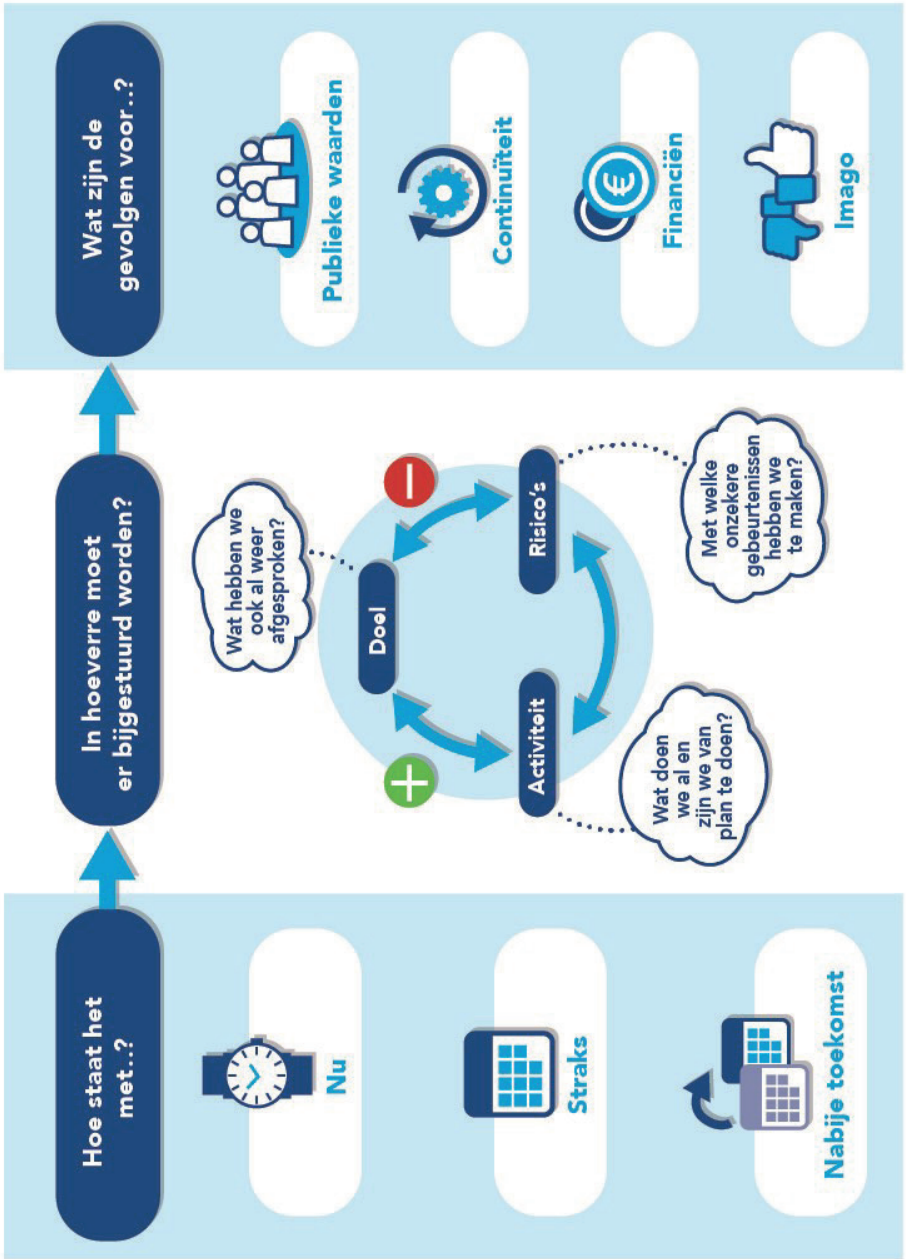 Hoe staat het
met..?
Nu
Straks
Nabije toekomst
In hoeverre moet
er bijgestuurd worden?
Wat hebben we
ook al weer
afgesproken?
Doel
Activiteit
Risico's
Wat doen
we al en
zijn we van
plan te doen?
Met welke
onzekere
gebeurtenissen
hebben we
te maken?
Wat zijn de
gevolgen voor..?
Publieke waarden
Continuïteit
€
Financiën
Imago